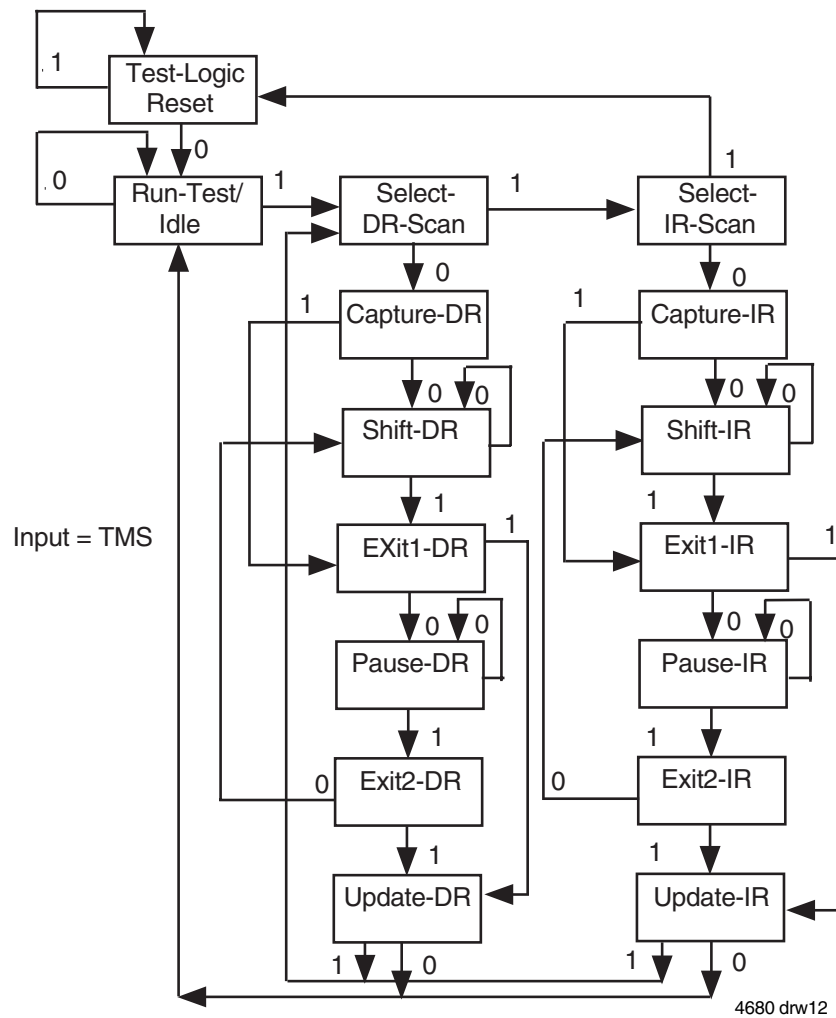 1
Test-Logic
Reset
0
0
Run-Test/
Idle
1
Select-
DR-Scan
1
Select-
IR-Scan
1
0
0
1
Capture-DR
1
Capture-IR
0
0
0
0
Shift-DR
Shift-IR
1
1
Input = TMS
EXit1-DR
1
Exit1-IR
1
0
0
0
0
Pause-DR
Pause-IR
1
1
0
Exit2-DR
0
Exit2-IR
1
1
Update-DR
Update-IR
1
0
1
0
4680 drw12